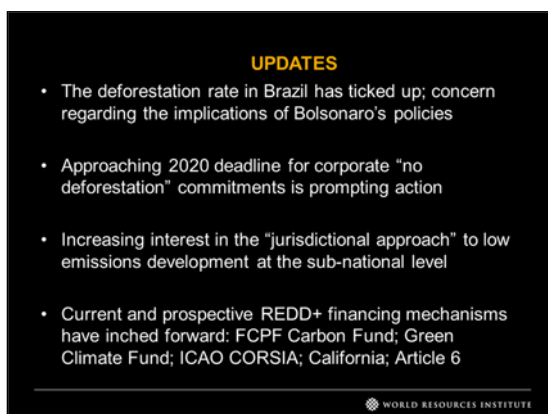 UPDATES
• The deforestation rate in Brazil has ticked up; concern
regarding the implications of Bolsonaro’s policies
• Approaching 2020 deadline for corporate “no
deforestation” commitments is prompting action
• Increasing interest in the “jurisdictional approach” to low
emissions development at the sub-national level
• Current and prospective REDD+ financing mechanisms
have inched forward: FCPF Carbon Fund; Green
Climate Fund; ICAO CORSIA; California; Article 6
WORLD RESOURCES INSTITUTE